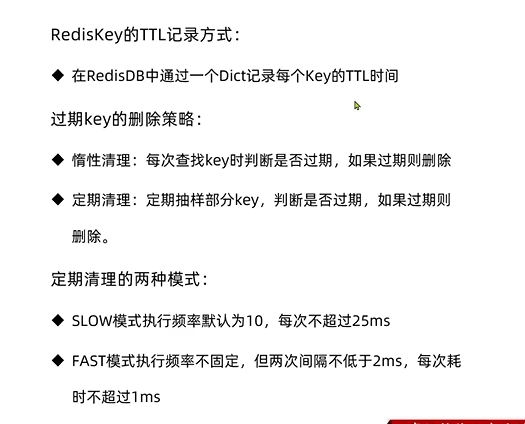 RedisKey的TTL记录方式：
◆ 在RedisDB中通过一个Dict记录每个Key的TTL时间
过期key的删除策略：
◆ 惰性清理：每次查找key时判断是否过期，如果过期则删除
◆ 定期清理：定期抽样部分key，判断是否过期，如果过期则
删除。
定期清理的两种模式：
◆ SLOW模式执行频率默认为10，每次不超过25ms
◆ FAST模式执行频率不固定，但两次间隔不低于2ms，每次耗
时不超过1ms